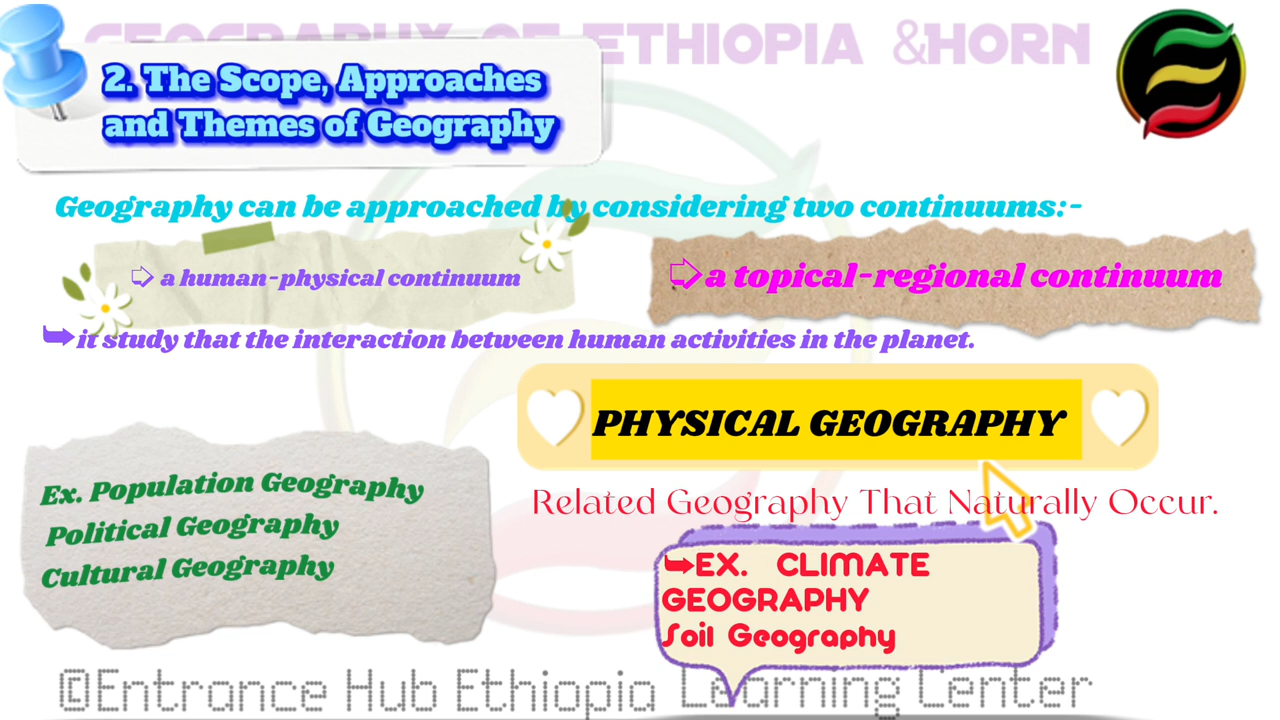 GEOGRAPHY OF ETHIOPIA &HORN
2. The Scope, Approaches
and Themes of Geography
Geography can be approached by considering two continuums:-
➩ a human-physical continuum
➩a topical-regional continuum
➥it study that the interaction between human activities in the planet.
PHYSICAL GEOGRAPHY
Related Geography That Naturally Occur.
Ex. Population Geography
Political Geography
Cultural Geography
➥EX. CLIMATE
GEOGRAPHY
Soil Geography
©Entrance Hub Ethiopia Learning Center